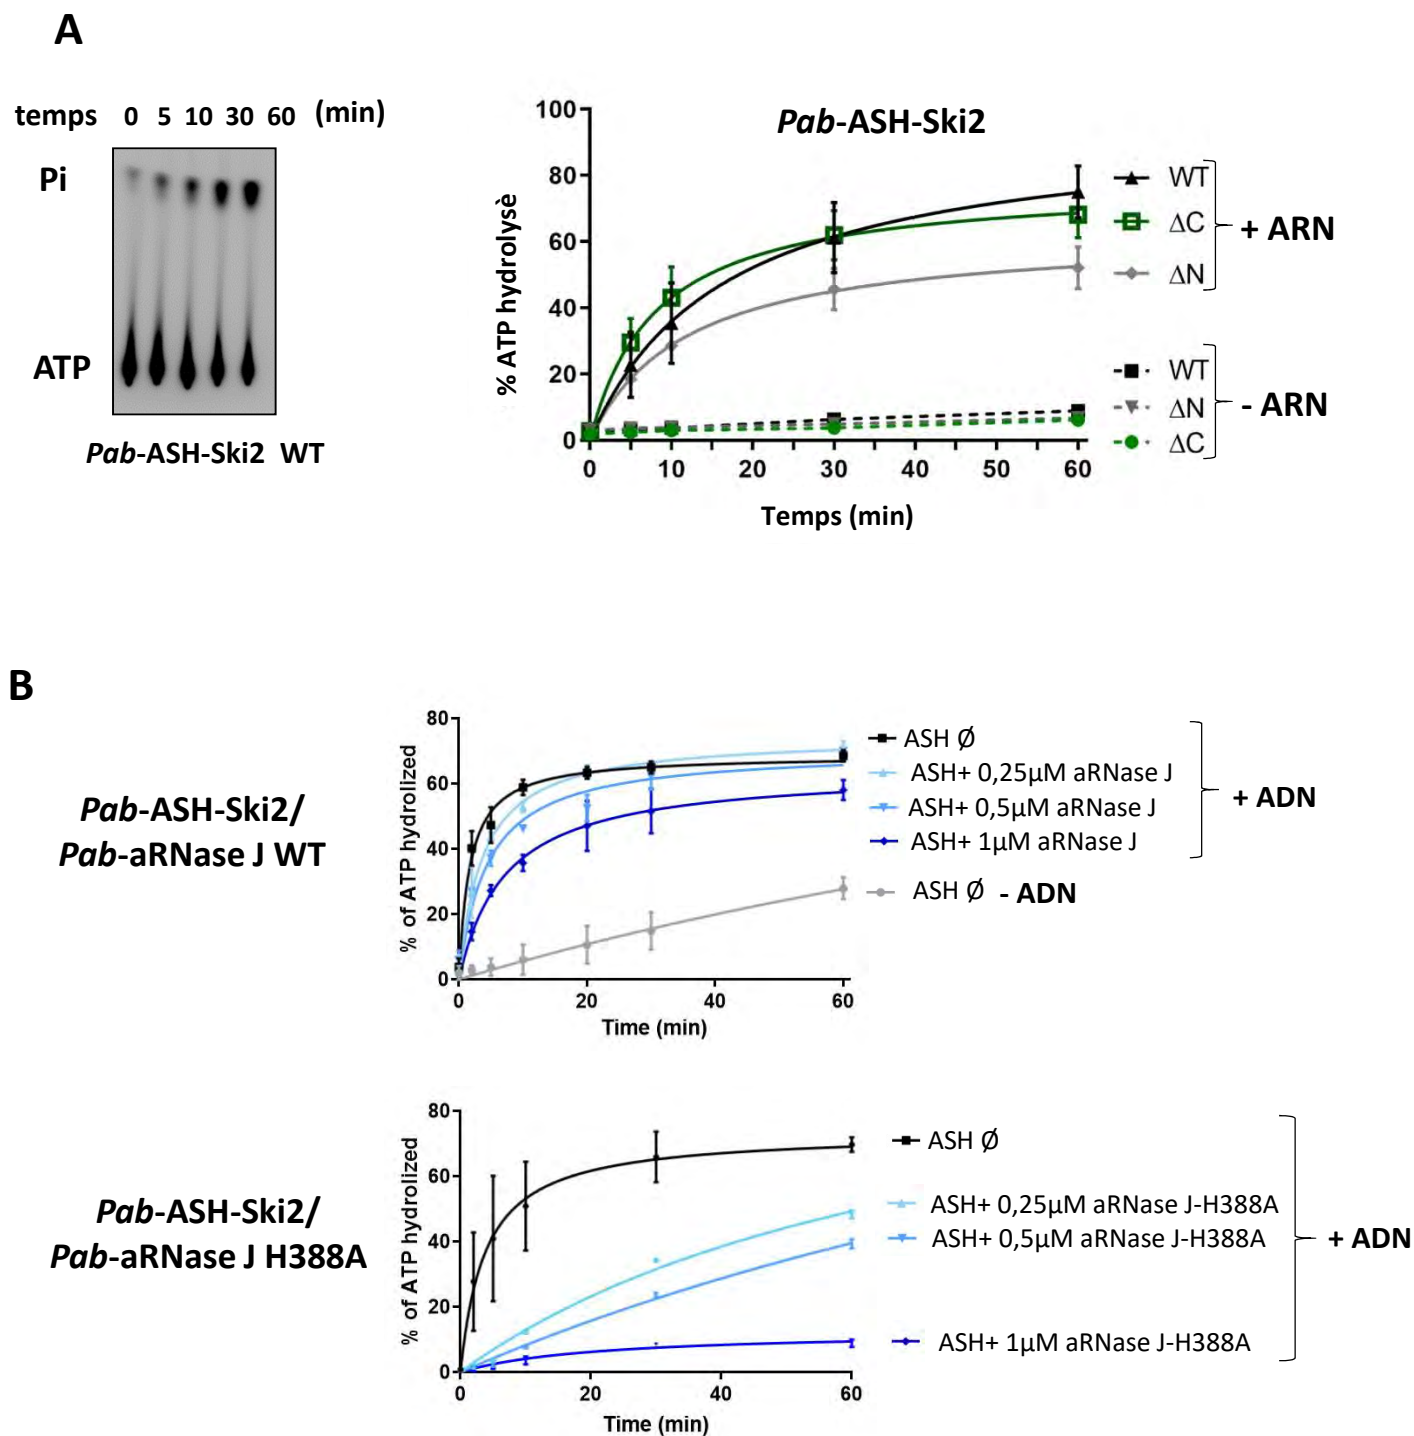 A
temps 0 5 10 30 60 (min)
Pi
ATP
Pab-ASH-Ski2 WT
Pab-ASH-Ski2
% ATP hydrolysè
100
80
60
40
20
0
0 10 20 30 40 50 60
Temps (min)
WT
ΔC
ΔN
+ ARN
WT
ΔN
ΔC
- ARN
B
Pab-ASH-Ski2/
Pab-aRNase J WT
% of ATP hydrolized
80
60
40
20
0
0 20 40 60
Time (min)
ASH Ø
ASH+ 0,25µM aRNase J
ASH+ 0,5µM aRNase J
ASH+ 1µM aRNase J
+ ADN
ASH Ø - ADN
Pab-ASH-Ski2/
Pab-aRNase J H388A
% of ATP hydrolized
80
60
40
20
0
0 20 40 60
Time (min)
ASH Ø
ASH+ 0,25µM aRNase J-H388A
ASH+ 0,5µM aRNase J-H388A
ASH+ 1µM aRNase J-H388A
+ ADN